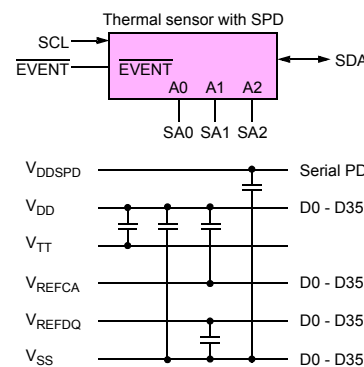 Thermal sensor with SPD
SCL
EVENT
EVENT
SDA
A0 A1 A2
SA0 SA1 SA2
VDDSPD Serial PD
VDD D0 - D35
VTT
VREFCA D0 - D35
VREFDQ D0 - D35
VSS D0 - D35